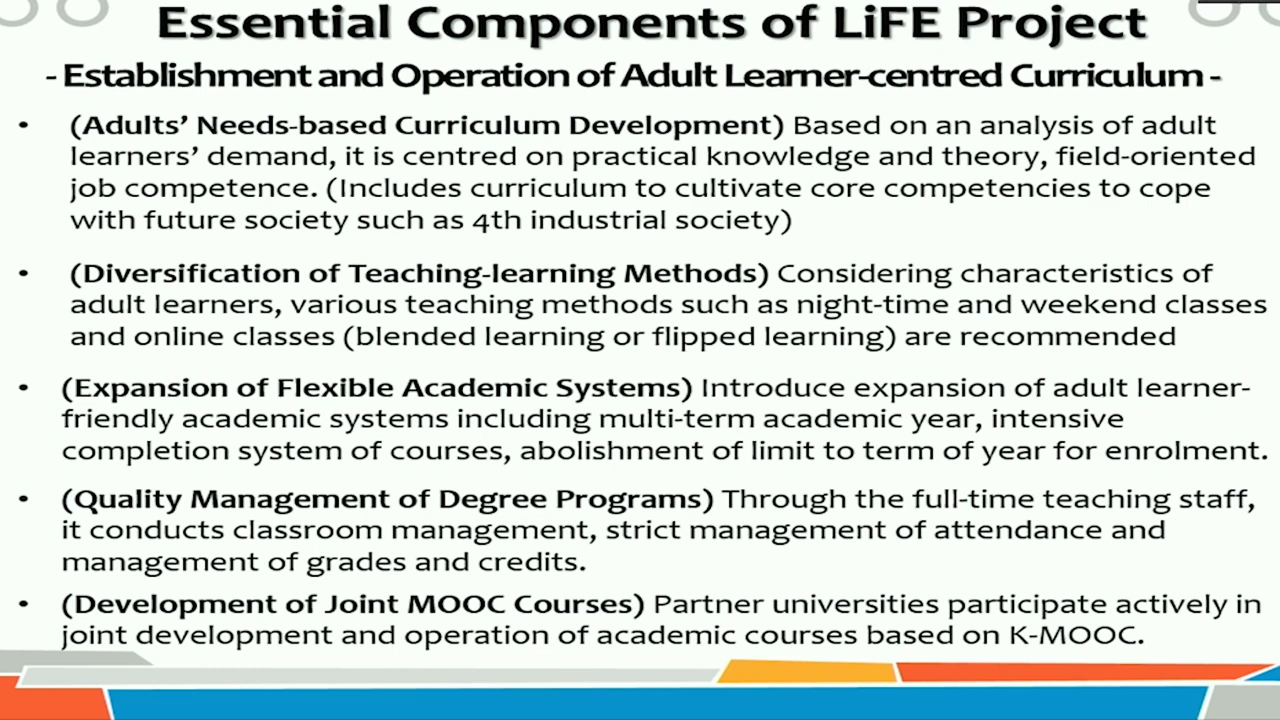 Essential Components of LiFE Project
- Establishment and Operation of Adult Learner-centred Curriculum -
• (Adults’ Needs-based Curriculum Development) Based on an analysis of adult
learners’ demand, it is centred on practical knowledge and theory, field-oriented
job competence. (Includes curriculum to cultivate core competencies to cope
with future society such as 4th industrial society)
• (Diversification of Teaching-learning Methods) Considering characteristics of
adult learners, various teaching methods such as night-time and weekend classes
and online classes (blended learning or flipped learning) are recommended
• (Expansion of Flexible Academic Systems) Introduce expansion of adult learner-
friendly academic systems including multi-term academic year, intensive
completion system of courses, abolishment of limit to term of year for enrolment.
• (Quality Management of Degree Programs) Through the full-time teaching staff,
it conducts classroom management, strict management of attendance and
management of grades and credits.
• (Development of Joint MOOC Courses) Partner universities participate actively in
joint development and operation of academic courses based on K-MOOC.